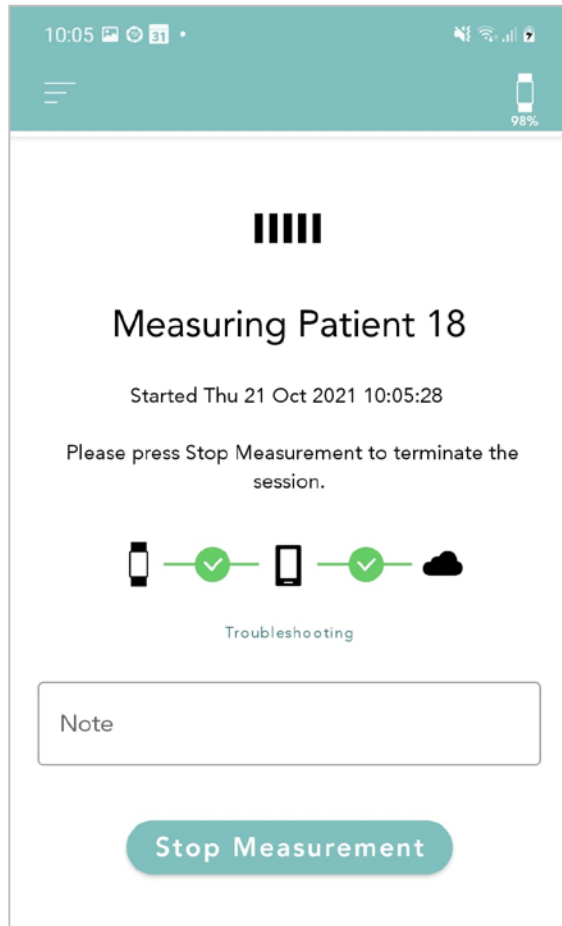 10:05 31
98%
Measuring Patient 18
Started Thu 21 Oct 2021 10:05:28
Please press Stop Measurement to terminate the
session.
Troubleshooting
Note
Stop Measurement